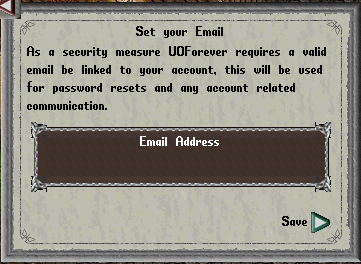 Set your Email
As a security measure UOForever requires a valid
email be linked to your account, this will be used
for password resets and any account related
communication.
Email Address
Save